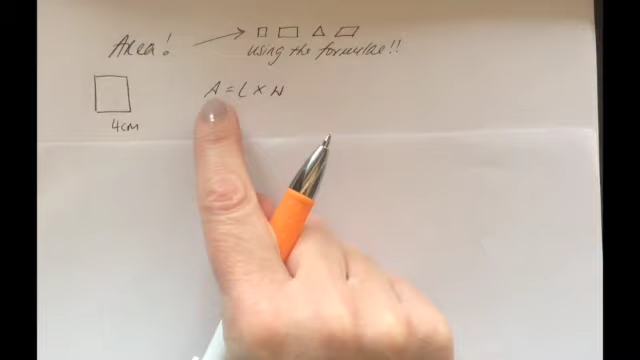 Area!
using the formulae!!
A = L x W
4cm